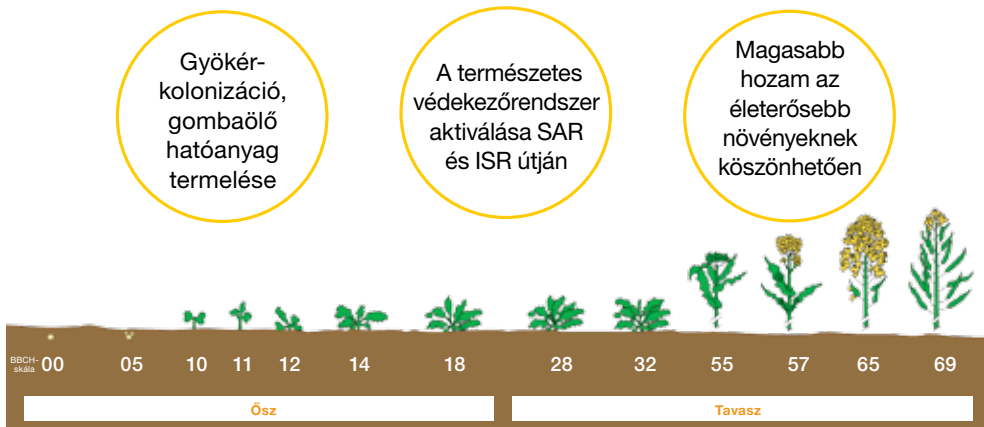 Gyökér-
kolonizáció,
gombaölő
hatóanyag
termelése
A természetes
védekezőrendszer
aktiválása SAR
és ISR útján
Magasabb
hozam az
életerősebb
növényeknek
köszönhetően
BBCH-
skála 00 05 10 11 12 14 18 28 32 55 57 65 69
Ősz Tavasz